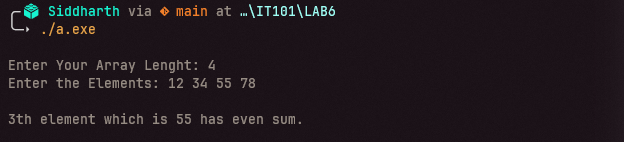 Siddharth via main at …\IT101\LAB6
./a.exe
Enter Your Array Lenght: 4
Enter the Elements: 12 34 55 78
3th element which is 55 has even sum.